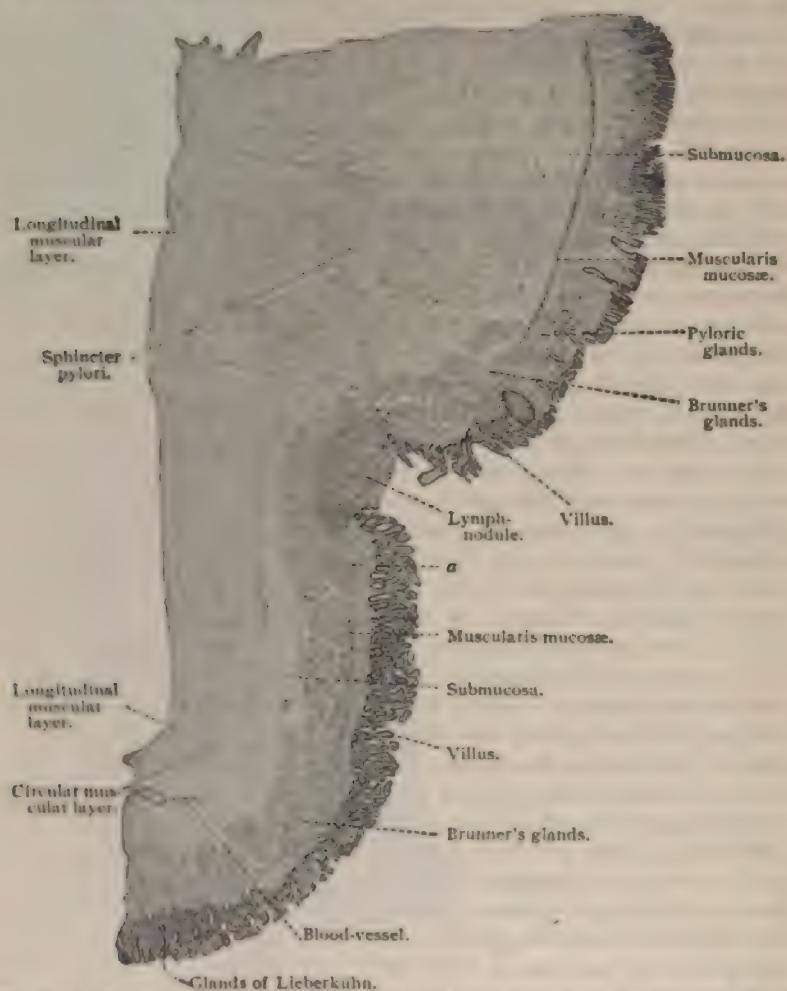 Submucosa.
Longitudinal
muscular
layer.
Muscularis
mucosæ.
Pyloric
glands.
Sphincter
pylori.
Brunner's
glands.
Lymph-
nodule.
Villus.
a
Muscularis mucosæ.
Submucosa.
Longitudinal
muscular
layer.
Villus.
Circular mus
cular layer.
Brunner's glands.
Blood-vessel.
Glands of Lieberkuhn.